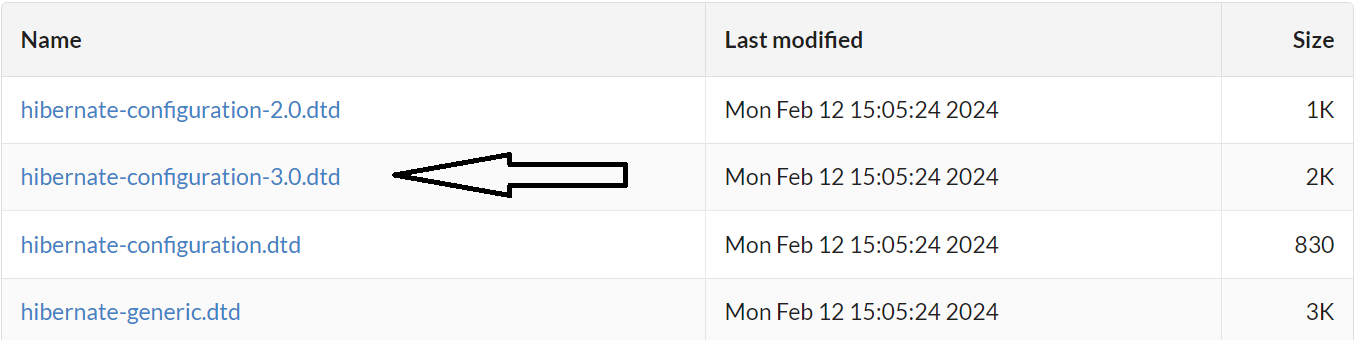 Name Last modified Size
hibernate-configuration-2.0.dtd Mon Feb 12 15:05:24 2024 1K
hibernate-configuration-3.0.dtd Mon Feb 12 15:05:24 2024 2K
hibernate-configuration.dtd Mon Feb 12 15:05:24 2024 830
hibernate-generic.dtd Mon Feb 12 15:05:24 2024 3K